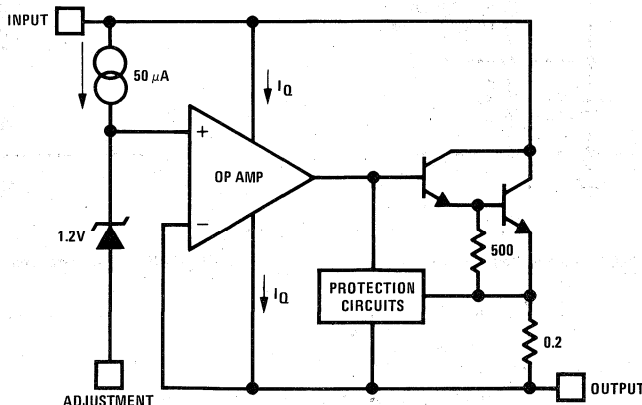 INPUT
50 μA
IQ
+
OP AMP
−
1.2V
IQ
500
PROTECTION
CIRCUITS
0.2
ADJUSTMENT
OUTPUT